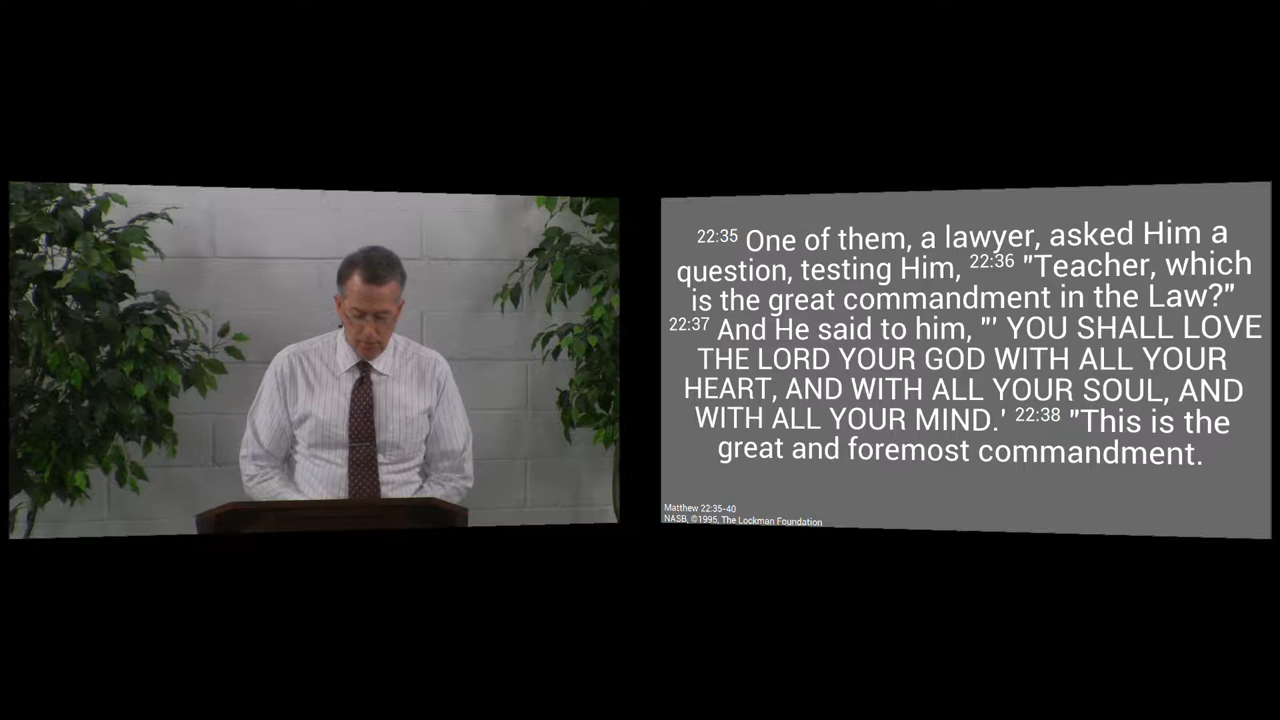 22:35 One of them, a lawyer, asked Him a
question, testing Him, 22:36 "Teacher, which
is the great commandment in the Law?"
22:37 And He said to him, "' YOU SHALL LOVE
THE LORD YOUR GOD WITH ALL YOUR
HEART, AND WITH ALL YOUR SOUL, AND
WITH ALL YOUR MIND.' 22:38 "This is the
great and foremost commandment.
Matthew 22:35-40
NASB, ©1995, The Lockman Foundation